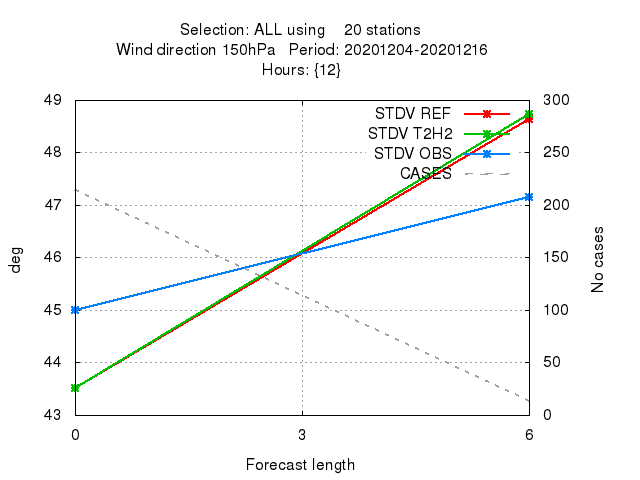 Selection: ALL using 20 stations
Wind direction 150hPa Period: 20201204-20201216
Hours: {12}
49 300
STDV REF
STDV T2H2
48 250
STDV OBS
CASES
47 200
46 150
deg
No cases
45 100
44 50
43 0
0 3 6
Forecast length